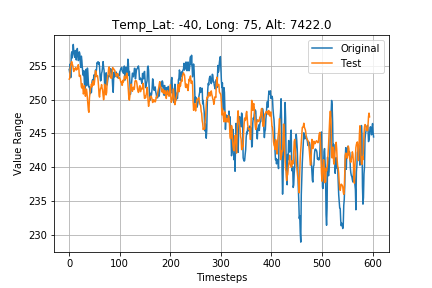 Temp_Lat: -40, Long: 75, Alt: 7422.0
Original
Test
Value Range
255
250
245
240
235
230
0 100 200 300 400 500 600
Timesteps